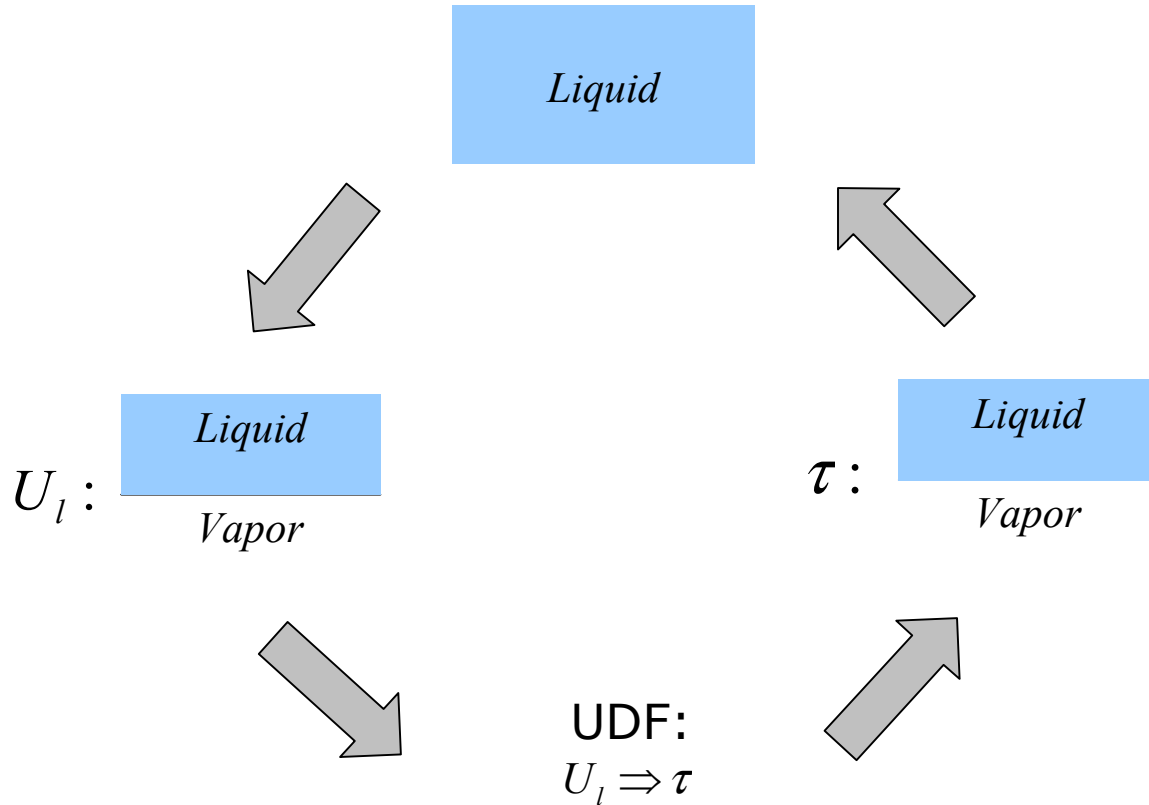 Liquid
Liquid
U_l :
Vapor
Liquid
τ :
Vapor
UDF:
U_l ⇒ τ